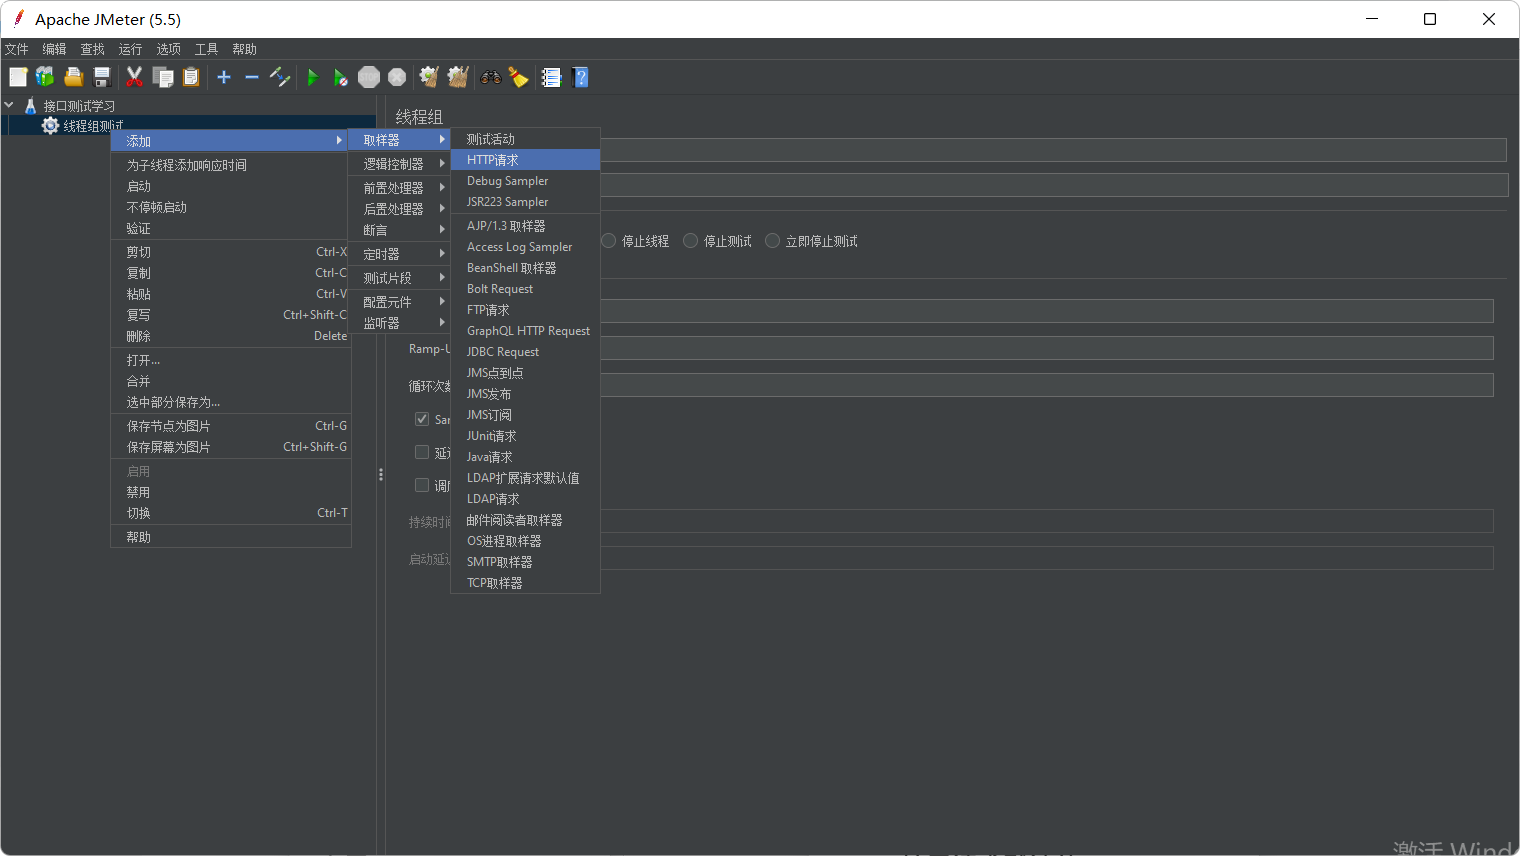 Apache JMeter (5.5)
文件 编辑 查找 运行 选项 工具 帮助
接口测试学习
线程组测试
添加
为子线程添加响应时间
启动
不停顿启动
验证
剪切 Ctrl-X
复制 Ctrl-C
粘贴 Ctrl-V
复写 Ctrl+Shift-C
删除 Delete
打开...
合并
选中部分保存为...
保存节点为图片 Ctrl-G
保存屏幕为图片 Ctrl+Shift-G
启用
禁用
切换 Ctrl-T
帮助
取样器
逻辑控制器
前置处理器
后置处理器
断言
定时器
测试片段
配置元件
监听器
测试活动
HTTP请求
Debug Sampler
JSR223 Sampler
AJP/1.3 取样器
Access Log Sampler
BeanShell 取样器
Bolt Request
FTP请求
GraphQL HTTP Request
JDBC Request
JMS点到点
JMS发布
JMS订阅
JUnit请求
Java请求
LDAP扩展请求默认值
LDAP请求
邮件阅读者取样器
OS进程取样器
SMTP取样器
TCP取样器
线程组
停止线程 停止测试 立即停止测试
Ramp-U
循环次数
Sar
延迟
持续时间
启动延迟
STOP
激活 Windo